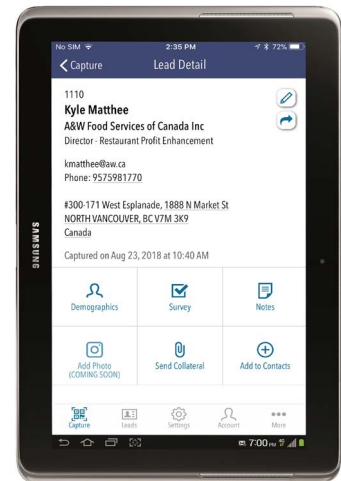 No SIM 2:35 PM 72%
Capture Lead Detail
1110
Kyle Matthee
A&W Food Services of Canada Inc
Director - Restaurant Profit Enhancement
kmatthee@aw.ca
Phone: 9575981770
#300-171 West Esplanade, 1888 N Market St
NORTH VANCOUVER, BC V7M 3K9
Canada
Captured on Aug 23, 2018 at 10:40 AM
Demographics Survey Notes
Add Photo Send Collateral Add to Contacts
(COMING SOON)
Capture Leads Settings Account More
7:00 PM
SAMSUNG